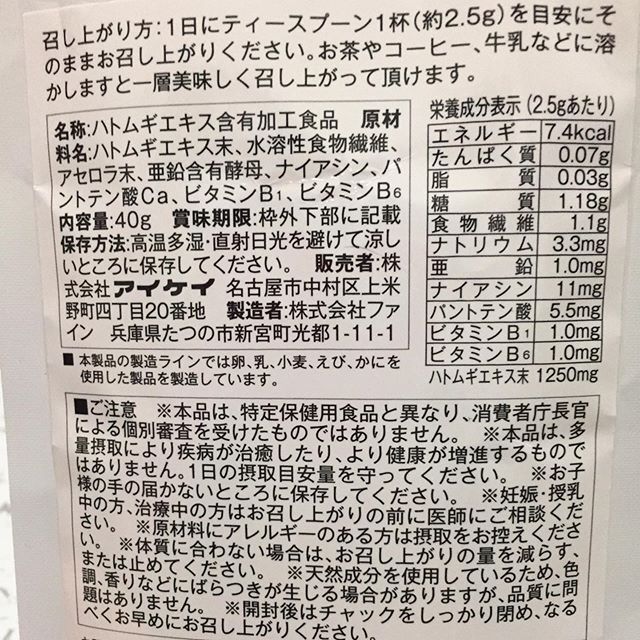 召し上がり方：1日にティースプーン1杯（約2.5g）を目安にそ
のままお召し上がりください。お茶やコーヒー、牛乳などに溶
かしますと一層美味しく召し上がって頂けます。
名称：ハトムギエキス含有加工食品　原材
料名：ハトムギエキス末、水溶性食物繊維、
アセロラ末、亜鉛含有酵母、ナイアシン、パ
ントテン酸Ca、ビタミンB1、ビタミンB6
内容量：40g　賞味期限：枠外下部に記載
保存方法：高温多湿・直射日光を避けて涼し
いところに保存してください。　販売者：株
式会社アイケイ　名古屋市中村区上米
野町四丁目20番地　製造者：株式会社ファ
イン　兵庫県たつの市新宮町光都1-11-1
■本製品の製造ラインでは卵、乳、小麦、えび、かにを
使用した製品を製造しています。
栄養成分表示（2.5gあたり）
エネルギー 7.4kcal
たんぱく質 0.07g
脂質 0.03g
糖質 1.18g
食物繊維 1.1g
ナトリウム 3.3mg
亜鉛 1.0mg
ナイアシン 11mg
パントテン酸 5.5mg
ビタミンB1 1.0mg
ビタミンB6 1.0mg
ハトムギエキス末 1250mg
■ご注意　※本品は、特定保健用食品と異なり、消費者庁長官
による個別審査を受けたものではありません。　※本品は、多
量摂取により疾病が治癒したり、より健康が増進するもので
はありません。1日の摂取目安量を守ってください。　※お子
様の手の届かないところに保存してください。　※妊娠・授乳
中の方、治療中の方はお召し上がりの前に医師にご相談くださ
い。　※原材料にアレルギーのある方は摂取をお控えくださ
い。　※体質に合わない場合は、お召し上がりの量を減らす、
または止めてください。　※天然成分を使用しているため、色
調、香りなどにばらつきが生じる場合がありますが、品質に問
題はありません。　※開封後はチャックをしっかり閉め、なる
べくお早めにお召し上がりください。